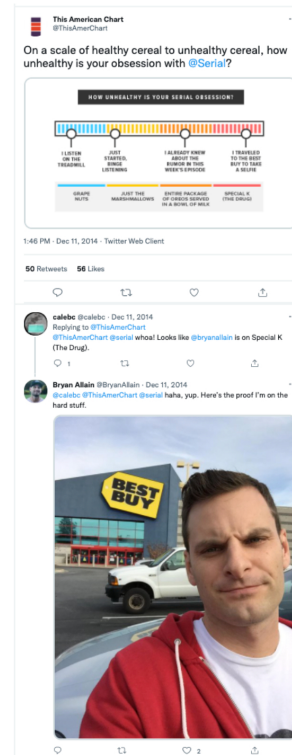 This American Chart
@ThisAmerChart
On a scale of healthy cereal to unhealthy cereal, how
unhealthy is your obsession with @Serial?
HOW UNHEALTHY IS YOUR SERIAL OBSESSION?
I LISTEN
ON THE
TREADMILL
JUST
STARTED,
BINGE
LISTENING
I ALREADY KNEW
ABOUT THE
RUMOR IN THIS
WEEK'S EPISODE
I TRAVELED
TO THE BEST
BUY TO TAKE
A SELFIE
GRAPE
NUTS
JUST THE
MARSHMALLOWS
ENTIRE PACKAGE
OF OREOS SERVED
IN A BOWL OF MILK
SPECIAL K
(THE DRUG)
1:46 PM · Dec 11, 2014 · Twitter Web Client
50 Retweets 56 Likes
calebc @calebc · Dec 11, 2014
Replying to @ThisAmerChart
@ThisAmerChart @serial whoa! Looks like @bryanallain is on Special K
(The Drug).
1
Bryan Allain @BryanAllain · Dec 11, 2014
@calebc @ThisAmerChart @serial haha, yup. Here's the proof I'm on the
hard stuff.
BEST
BUY
2